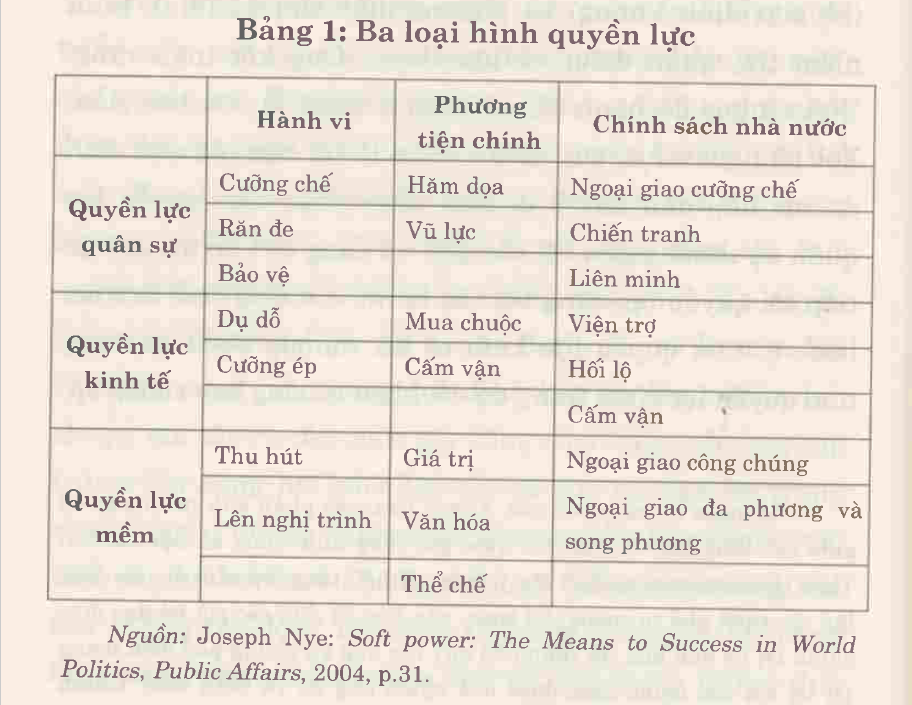 Bảng 1: Ba loại hình quyền lực
Hành vi
Phương
tiện chính
Chính sách nhà nước
Quyền lực
quân sự
Cưỡng chế
Hăm dọa
Ngoại giao cưỡng chế
Răn đe
Vũ lực
Chiến tranh
Bảo vệ
Liên minh
Quyền lực
kinh tế
Dụ dỗ
Mua chuộc
Viện trợ
Cưỡng ép
Cấm vận
Hối lộ
Cấm vận
Quyền lực
mềm
Thu hút
Giá trị
Ngoại giao công chúng
Lên nghị trình
Văn hóa
Ngoại giao đa phương và
song phương
Thể chế
Nguồn: Joseph Nye: Soft power: The Means to Success in World
Politics, Public Affairs, 2004, p.31.